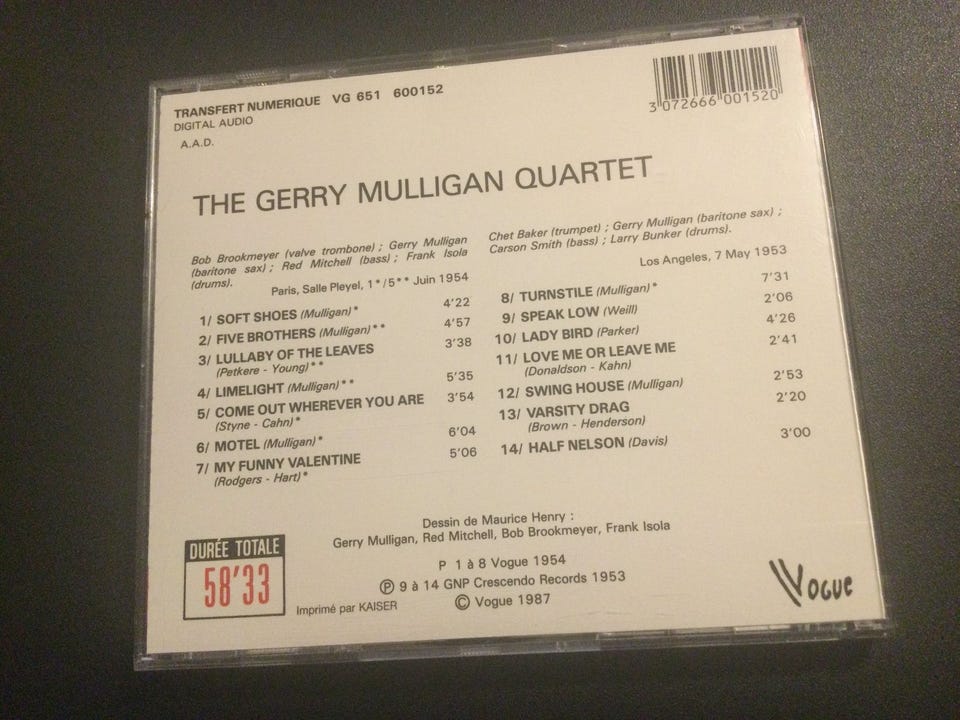 TRANSFERT NUMERIQUE VG 651 600152
DIGITAL AUDIO
A.A.D.
3 072666 001520
THE GERRY MULLIGAN QUARTET
Bob Brookmeyer (valve trombone) ; Gerry Mulligan
(baritone sax) ; Red Mitchell (bass) ; Frank Isola
(drums).
Paris, Salle Pleyel, 1*/5** Juin 1954
1/ SOFT SHOES (Mulligan)* 4'22
2/ FIVE BROTHERS (Mulligan)** 4'57
3/ LULLABY OF THE LEAVES 3'38
(Petkere - Young)**
4/ LIMELIGHT (Mulligan)** 5'35
5/ COME OUT WHEREVER YOU ARE 3'54
(Styne - Cahn)*
6/ MOTEL (Mulligan)* 6'04
7/ MY FUNNY VALENTINE 5'06
(Rodgers - Hart)*
Chet Baker (trumpet) ; Gerry Mulligan (baritone sax) ;
Carson Smith (bass) ; Larry Bunker (drums).
Los Angeles, 7 May 1953
8/ TURNSTILE (Mulligan)* 7'31
9/ SPEAK LOW (Weill) 2'06
10/ LADY BIRD (Parker) 4'26
11/ LOVE ME OR LEAVE ME 2'41
(Donaldson - Kahn)
12/ SWING HOUSE (Mulligan) 2'53
13/ VARSITY DRAG 2'20
(Brown - Henderson)
14/ HALF NELSON (Davis) 3'00
Dessin de Maurice Henry :
Gerry Mulligan, Red Mitchell, Bob Brookmeyer, Frank Isola
P 1 à 8 Vogue 1954
Ⓟ 9 à 14 GNP Crescendo Records 1953
© Vogue 1987
DURÉE TOTALE
58'33
Imprimé par KAISER
VOGUE